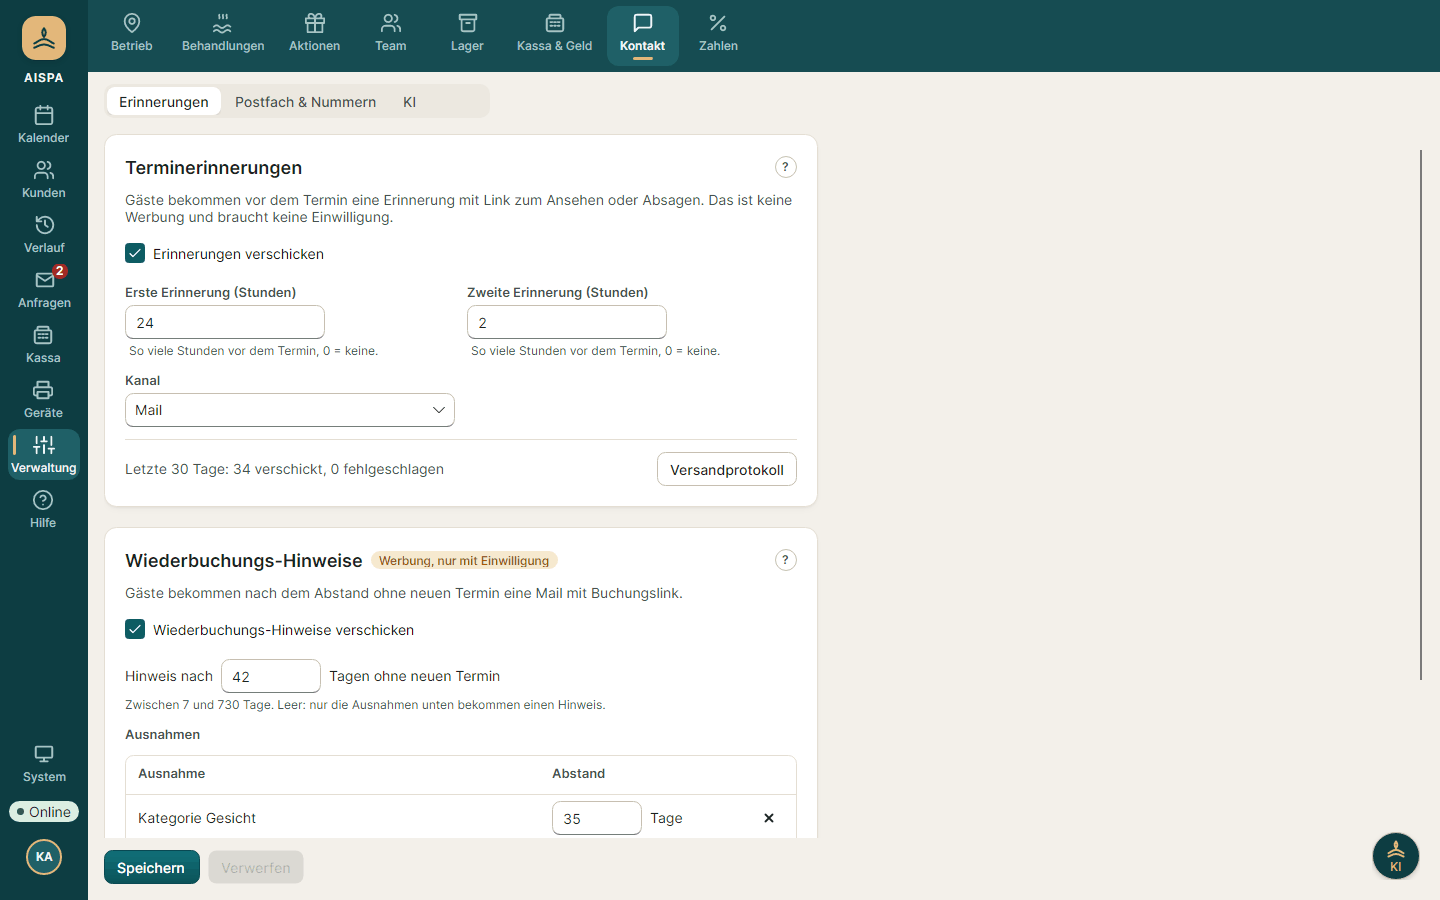 AISPA
Kalender
Kunden
Verlauf
2
Anfragen
Kassa
Geräte
Verwaltung
Hilfe
System
Online
KA
Betrieb
Behandlungen
Aktionen
Team
Lager
Kassa & Geld
Kontakt
Zahlen
Erinnerungen
Postfach & Nummern
KI
Terminerinnerungen
?
Gäste bekommen vor dem Termin eine Erinnerung mit Link zum Ansehen oder Absagen. Das ist keine
Werbung und braucht keine Einwilligung.
Erinnerungen verschicken
Erste Erinnerung (Stunden)
24
So viele Stunden vor dem Termin, 0 = keine.
Zweite Erinnerung (Stunden)
2
So viele Stunden vor dem Termin, 0 = keine.
Kanal
Mail
Letzte 30 Tage: 34 verschickt, 0 fehlgeschlagen
Versandprotokoll
Wiederbuchungs-Hinweise
Werbung, nur mit Einwilligung
?
Gäste bekommen nach dem Abstand ohne neuen Termin eine Mail mit Buchungslink.
Wiederbuchungs-Hinweise verschicken
Hinweis nach 42 Tagen ohne neuen Termin
Zwischen 7 und 730 Tage. Leer: nur die Ausnahmen unten bekommen einen Hinweis.
Ausnahmen
Ausnahme Abstand
Kategorie Gesicht 35 Tage ×
Speichern
Verwerfen
KI